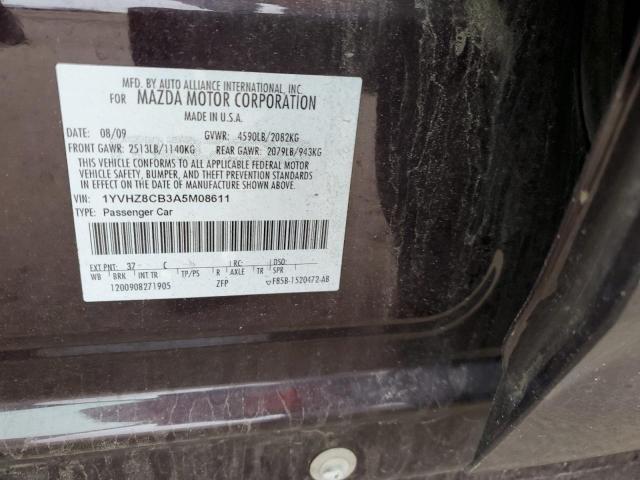 MFD. BY AUTO ALLIANCE INTERNATIONAL, INC.
FOR MAZDA MOTOR CORPORATION
MADE IN U.S.A.
DATE: 08/09 GVWR: 4590LB/2082KG
FRONT GAWR: 2513LB/1140KG REAR GAWR: 2079LB/943KG
THIS VEHICLE CONFORMS TO ALL APPLICABLE FEDERAL MOTOR
VEHICLE SAFETY, BUMPER, AND THEFT PREVENTION STANDARDS
IN EFFECT ON THE DATE OF MANUFACTURE SHOWN ABOVE.
VIN: 1YVHZ8CB3A5M08611
TYPE: Passenger Car
EXT PNT: 37 C RC: DSO:
WB BRK INT TR TP/PS R AXLE TR SPR
1200908271905 ZFP F85B-1520472-AB